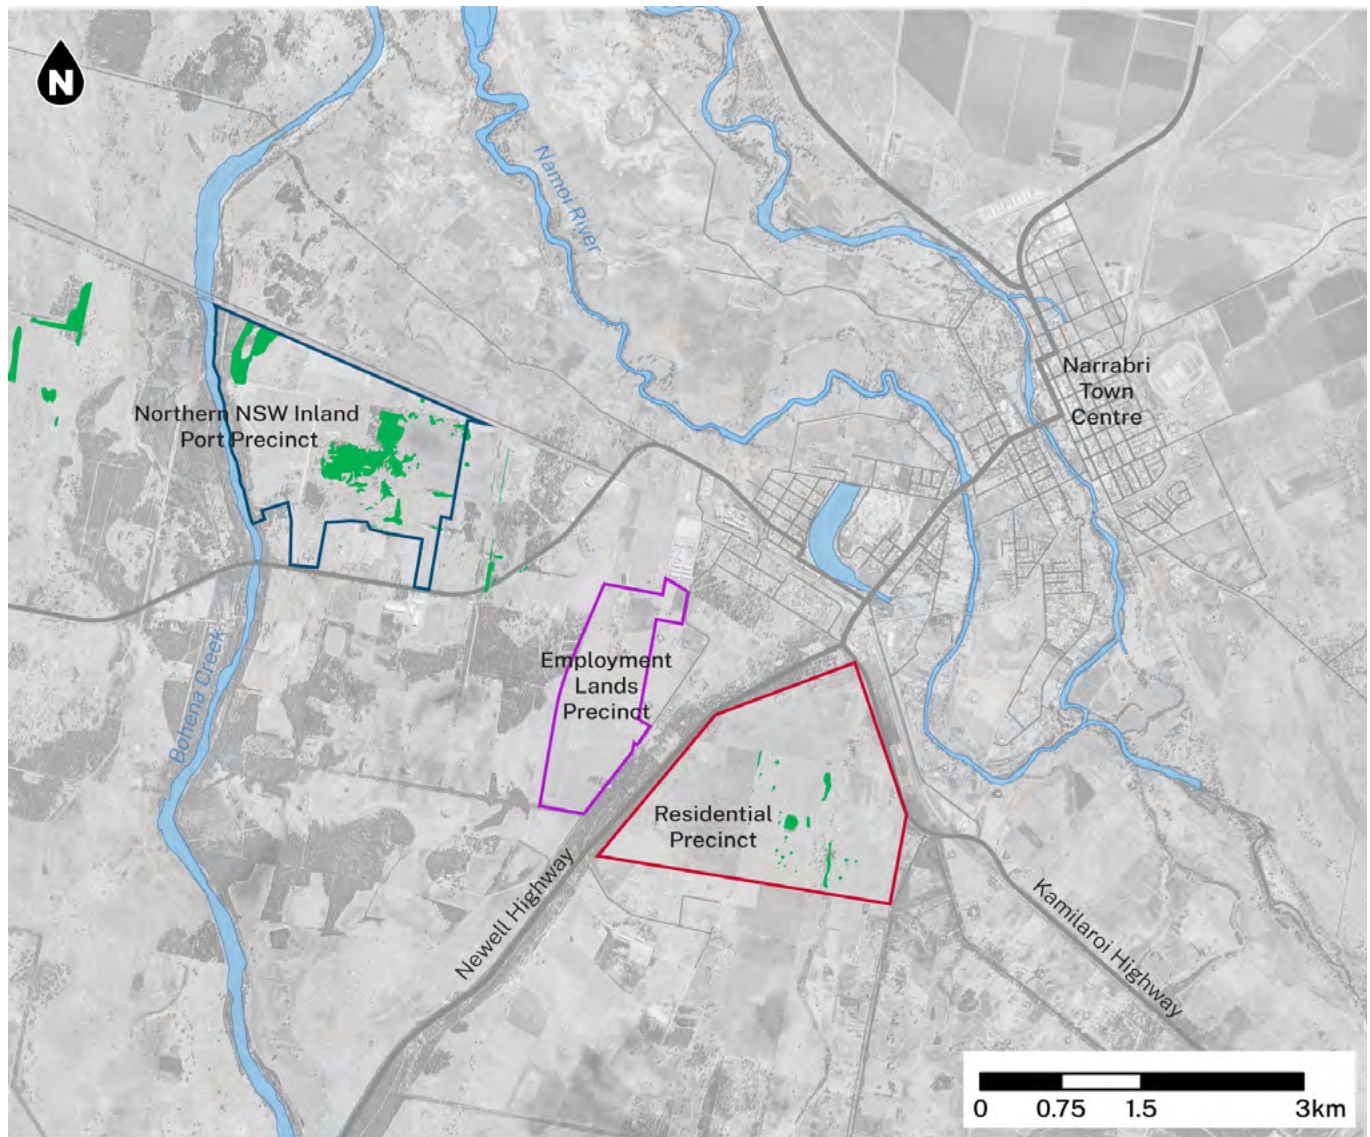 N
Namoi River
Narrabri
Town
Centre
Northern NSW Inland
Port Precinct
Employment
Lands
Precinct
Bohena Creek
Residential
Precinct
Newell Highway
Kamilaroi Highway
0 0.75 1.5 3km